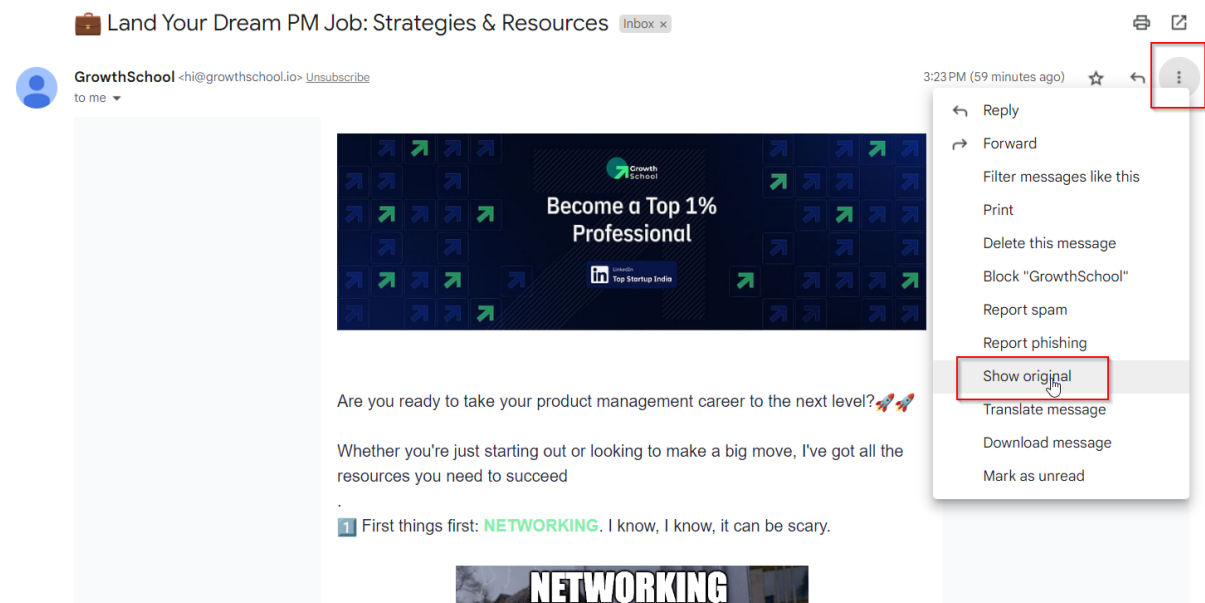 💼 Land Your Dream PM Job: Strategies & Resources Inbox ×
GrowthSchool <hi@growthschool.io> Unsubscribe
3:23 PM (59 minutes ago)
to me
Reply
Forward
Filter messages like this
Print
Delete this message
Block "GrowthSchool"
Report spam
Report phishing
Show original
Translate message
Download message
Mark as unread
Growth
School
Become a Top 1%
Professional
in LinkedIn
Top Startup India
Are you ready to take your product management career to the next level?🚀🚀
Whether you're just starting out or looking to make a big move, I've got all the
resources you need to succeed
.
1️⃣ First things first: NETWORKING. I know, I know, it can be scary.
NETWORKING